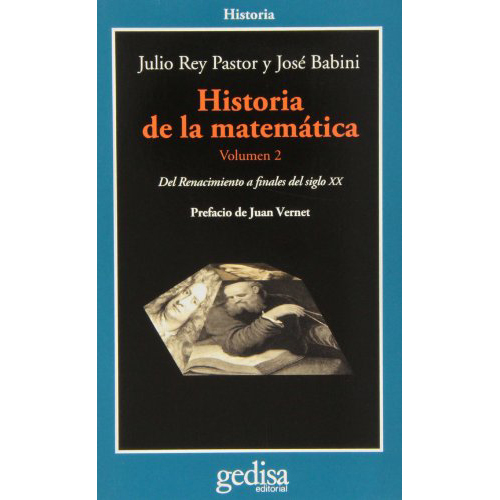 Historia
Julio Rey Pastor y José Babini
Historia
de la matemática
Volumen 2
Del Renacimiento a finales del siglo XX
Prefacio de Juan Vernet
gedisa
editorial